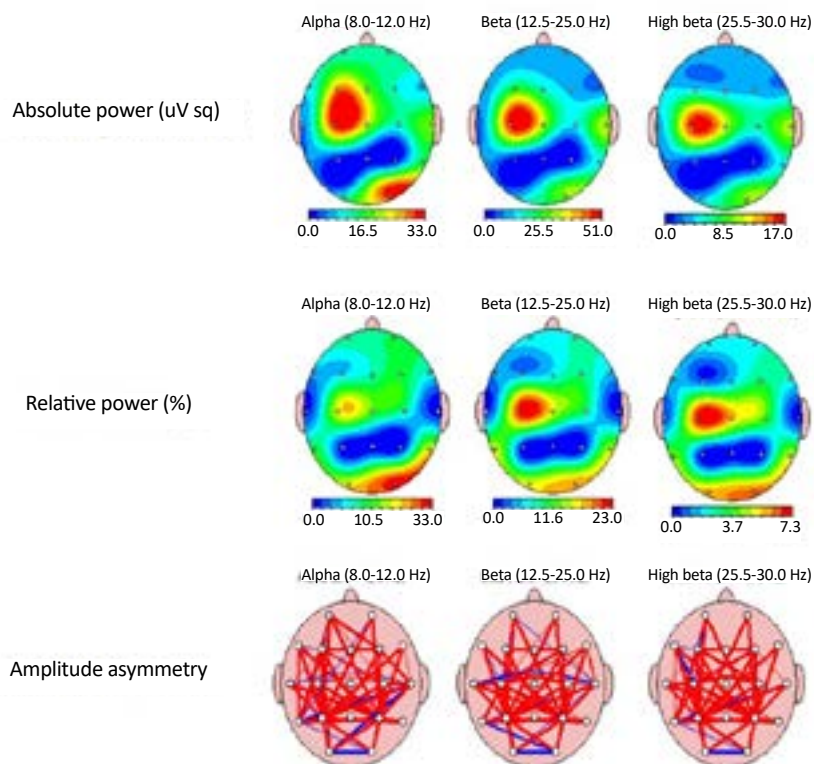 Alpha (8.0-12.0 Hz) Beta (12.5-25.0 Hz) High beta (25.5-30.0 Hz)
Absolute power (uV sq)
0.0 16.5 33.0 0.0 25.5 51.0 0.0 8.5 17.0
Alpha (8.0-12.0 Hz) Beta (12.5-25.0 Hz) High beta (25.5-30.0 Hz)
Relative power (%)
0.0 10.5 33.0 0.0 11.6 23.0 0.0 3.7 7.3
Alpha (8.0-12.0 Hz) Beta (12.5-25.0 Hz) High beta (25.5-30.0 Hz)
Amplitude asymmetry